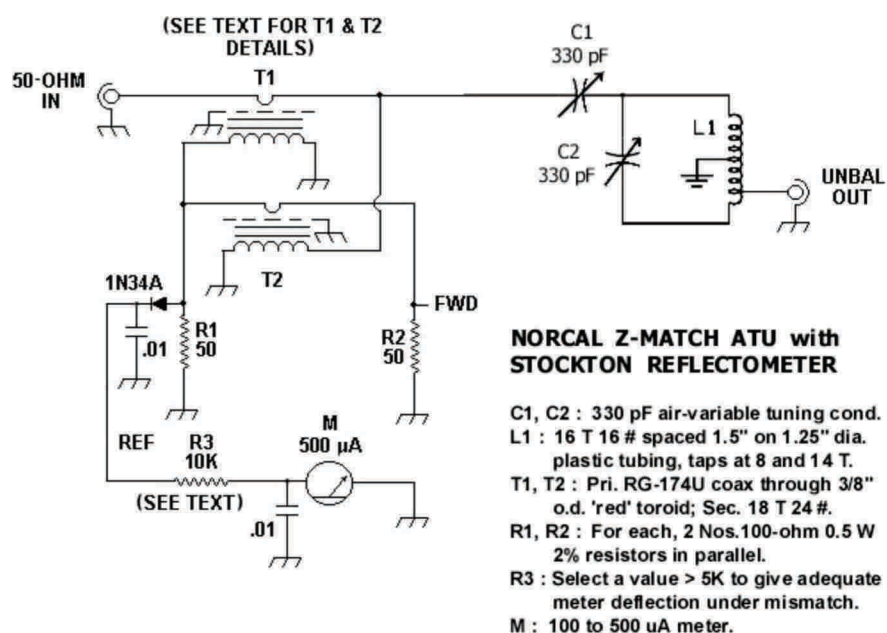 (SEE TEXT FOR T1 & T2
DETAILS)
T1
50-OHM
IN
C1
330 pF
C2
330 pF
L1
UNBAL
OUT
T2
1N34A
.01
R1
50
FWD
R2
50
REF
R3
10K
(SEE TEXT)
M
500 µA
.01
NORCAL Z-MATCH ATU with
STOCKTON REFLECTOMETER
C1, C2 : 330 pF air-variable tuning cond.
L1 : 16 T 16 # spaced 1.5" on 1.25" dia.
plastic tubing, taps at 8 and 14 T.
T1, T2 : Pri. RG-174U coax through 3/8"
o.d. 'red' toroid; Sec. 18 T 24 #.
R1, R2 : For each, 2 Nos.100-ohm 0.5 W
2% resistors in parallel.
R3 : Select a value > 5K to give adequate
meter deflection under mismatch.
M : 100 to 500 uA meter.